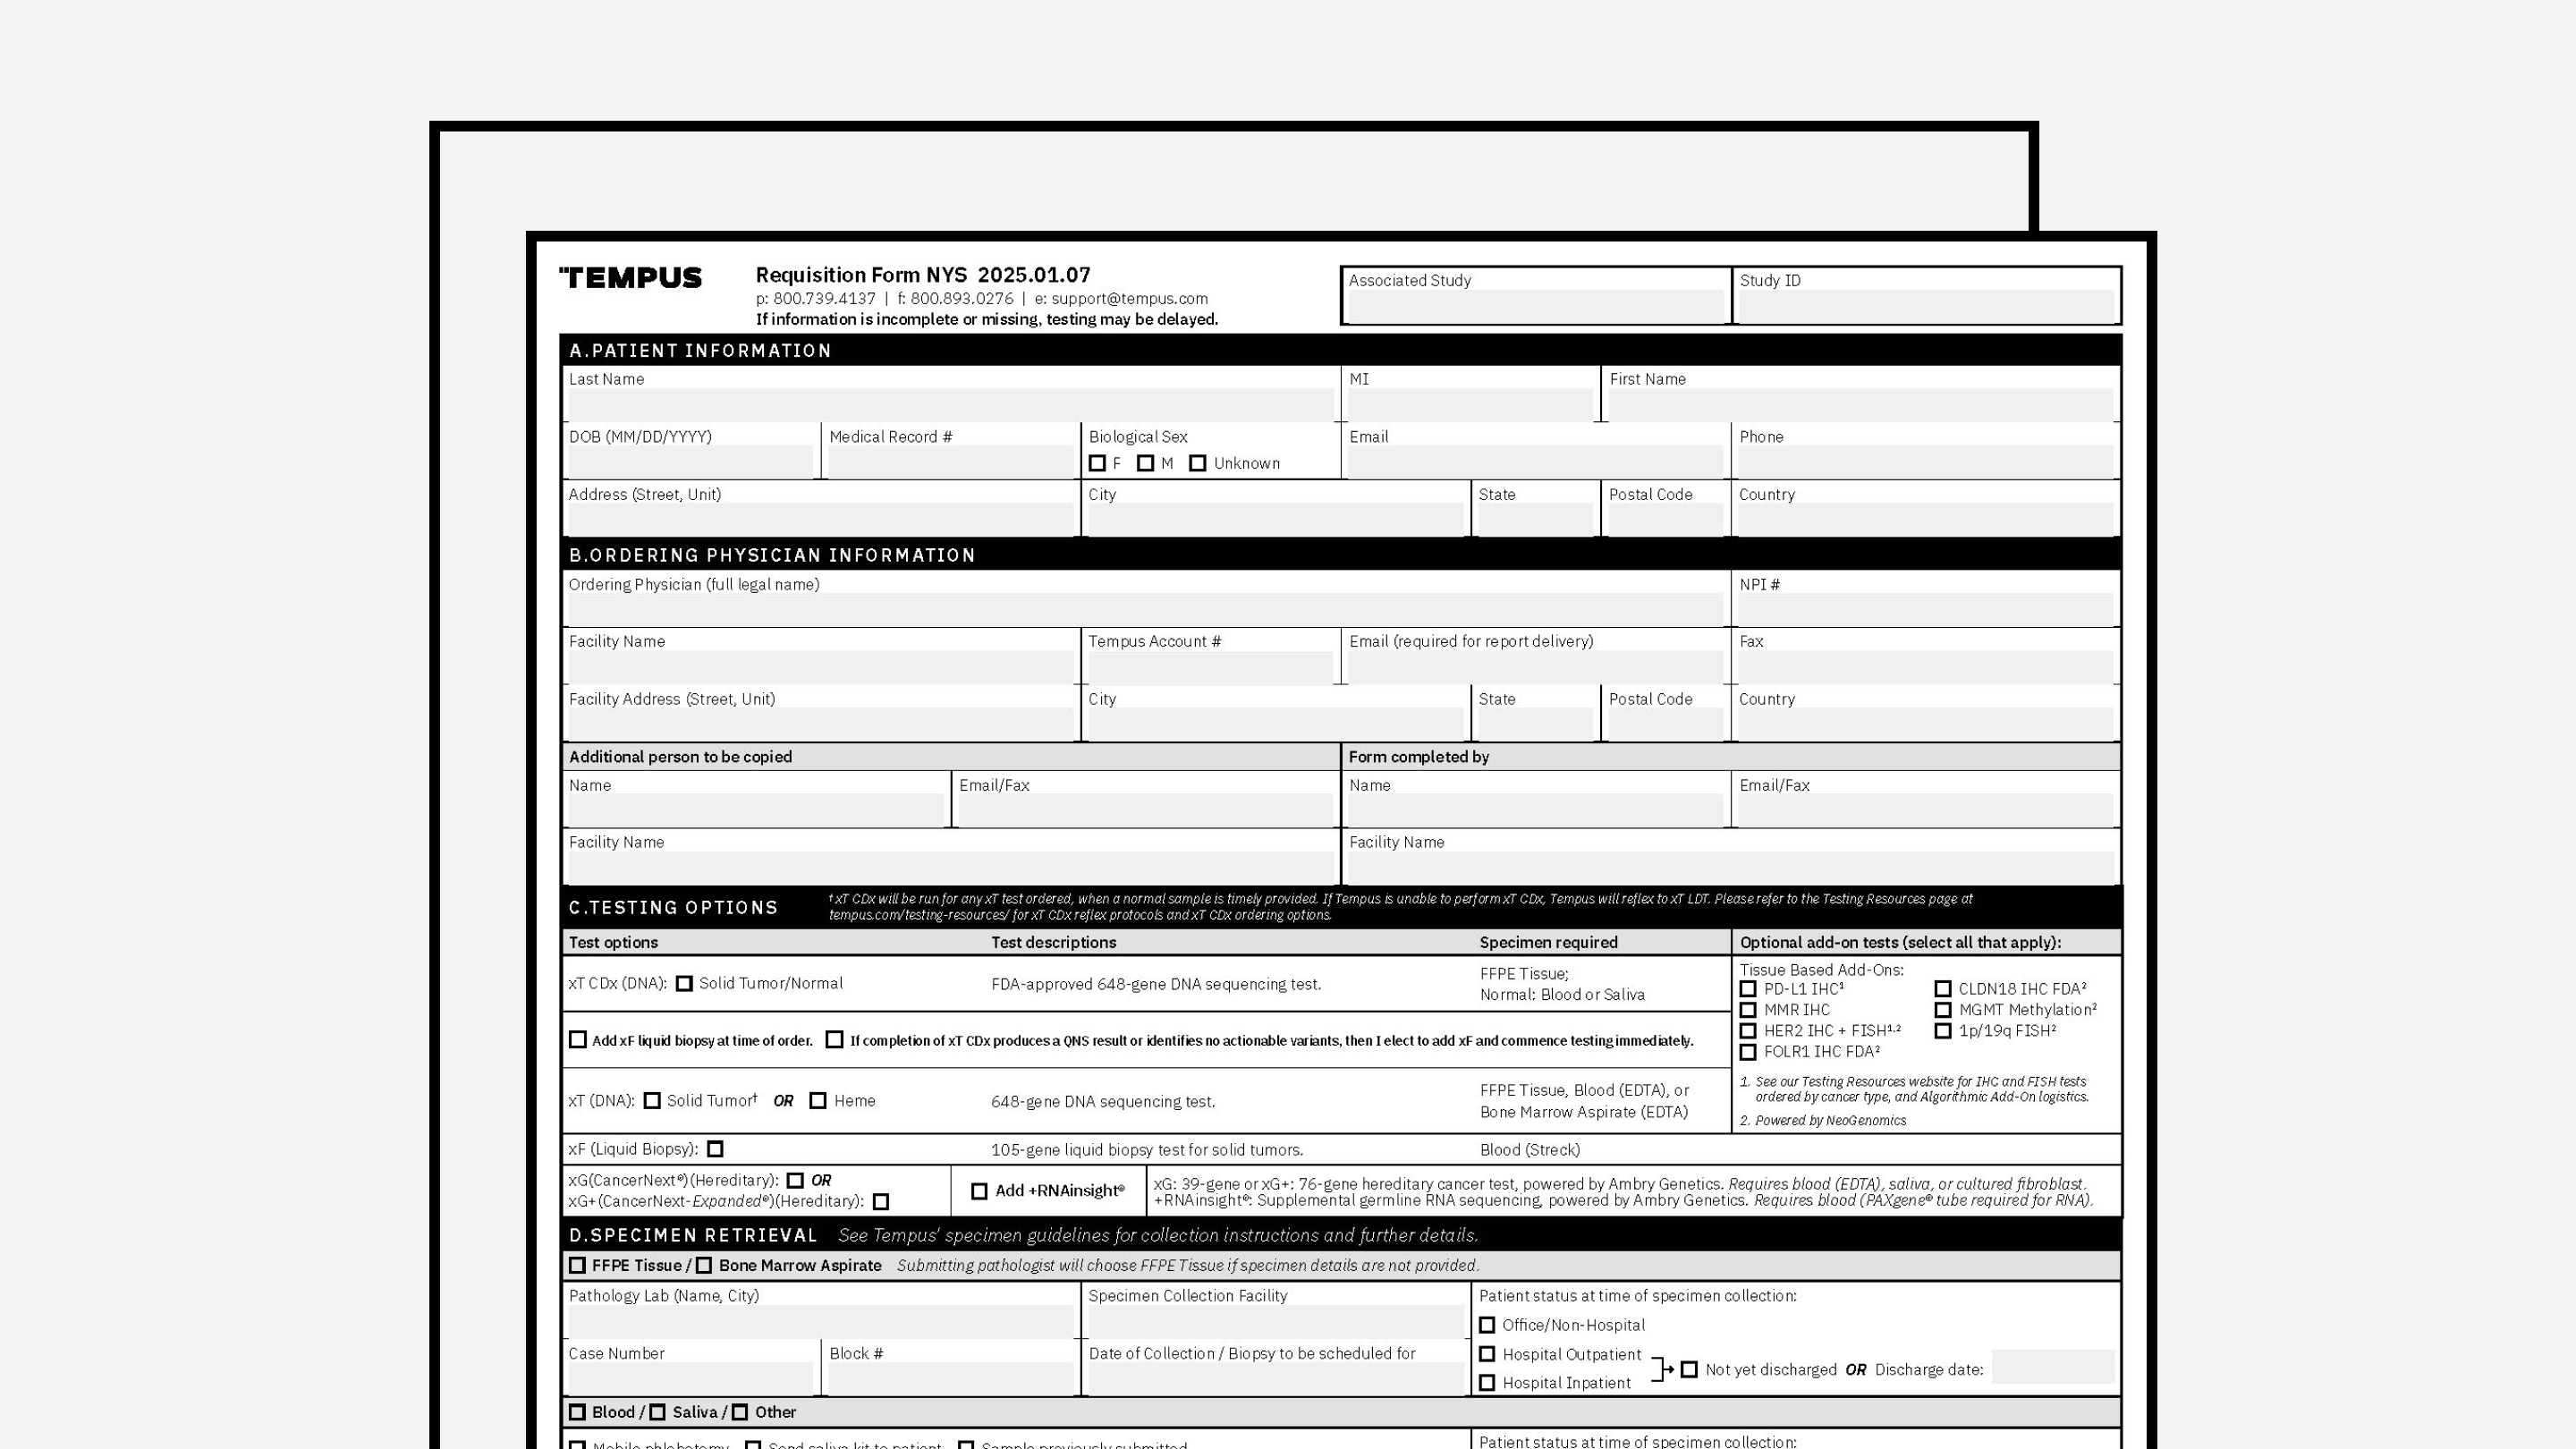 TEMPUS
Requisition Form NYS 2025.01.07
p: 800.739.4137 | f: 800.893.0276 | e: support@tempus.com
If information is incomplete or missing, testing may be delayed.
Associated Study
Study ID
A.PATIENT INFORMATION
Last Name
MI
First Name
DOB (MM/DD/YYYY)
Medical Record #
Biological Sex
F M Unknown
Email
Phone
Address (Street, Unit)
City
State
Postal Code
Country
B.ORDERING PHYSICIAN INFORMATION
Ordering Physician (full legal name)
NPI #
Facility Name
Tempus Account #
Email (required for report delivery)
Fax
Facility Address (Street, Unit)
City
State
Postal Code
Country
Additional person to be copied
Form completed by
Name
Email/Fax
Name
Email/Fax
Facility Name
Facility Name
C.TESTING OPTIONS
† xT CDx will be run for any xT test ordered, when a normal sample is timely provided. If Tempus is unable to perform xT CDx, Tempus will reflex to xT LDT. Please refer to the Testing Resources page at
tempus.com/testing-resources/ for xT CDx reflex protocols and xT CDx ordering options.
Test options
Test descriptions
Specimen required
Optional add-on tests (select all that apply):
xT CDx (DNA): Solid Tumor/Normal
FDA-approved 648-gene DNA sequencing test.
FFPE Tissue;
Normal: Blood or Saliva
Tissue Based Add-Ons:
PD-L1 IHC¹
CLDN18 IHC FDA²
MMR IHC
MGMT Methylation²
HER2 IHC + FISH¹·²
1p/19q FISH²
FOLR1 IHC FDA²
1. See our Testing Resources website for IHC and FISH tests
ordered by cancer type, and Algorithmic Add-On logistics.
2. Powered by NeoGenomics
Add xF liquid biopsy at time of order. If completion of xT CDx produces a QNS result or identifies no actionable variants, then I elect to add xF and commence testing immediately.
xT (DNA): Solid Tumor† OR Heme
648-gene DNA sequencing test.
FFPE Tissue, Blood (EDTA), or
Bone Marrow Aspirate (EDTA)
xF (Liquid Biopsy):
105-gene liquid biopsy test for solid tumors.
Blood (Streck)
xG(CancerNext®)(Hereditary): OR
xG+(CancerNext-Expanded®)(Hereditary):
Add +RNAinsight®
xG: 39-gene or xG+: 76-gene hereditary cancer test, powered by Ambry Genetics. Requires blood (EDTA), saliva, or cultured fibroblast.
+RNAinsight®: Supplemental germline RNA sequencing, powered by Ambry Genetics. Requires blood (PAXgene® tube required for RNA).
D.SPECIMEN RETRIEVAL See Tempus' specimen guidelines for collection instructions and further details.
FFPE Tissue / Bone Marrow Aspirate Submitting pathologist will choose FFPE Tissue if specimen details are not provided.
Pathology Lab (Name, City)
Specimen Collection Facility
Patient status at time of specimen collection:
Office/Non-Hospital
Case Number
Block #
Date of Collection / Biopsy to be scheduled for
Hospital Outpatient
Hospital Inpatient
Not yet discharged OR Discharge date:
Blood / Saliva / Other
Mobile phlebotomy Send saliva kit to patient Sample previously submitted
Patient status at time of specimen collection: